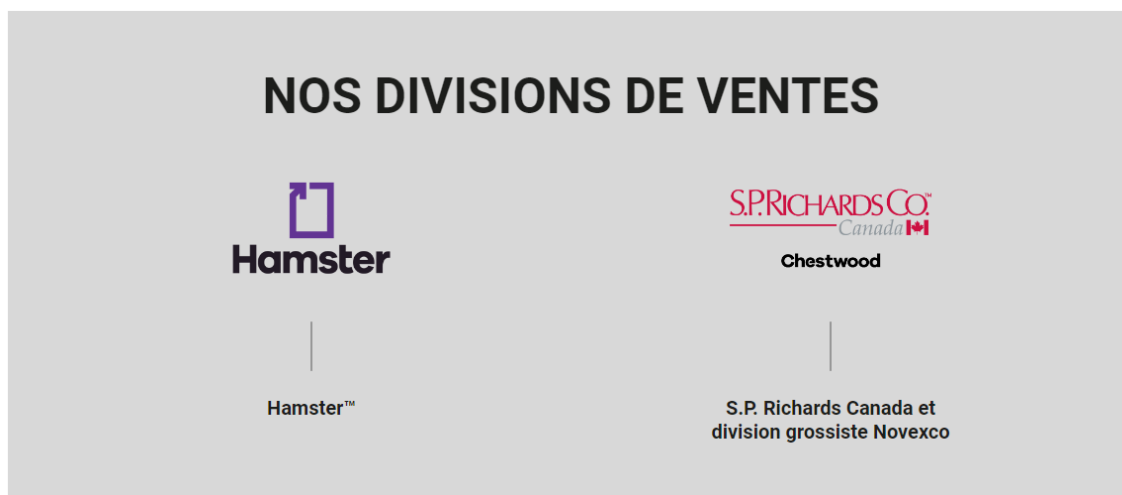 NOS DIVISIONS DE VENTES
Hamster
S.P. RICHARDS CO.™
Canada
Chestwood
Hamster™
S.P. Richards Canada et
division grossiste Novexco